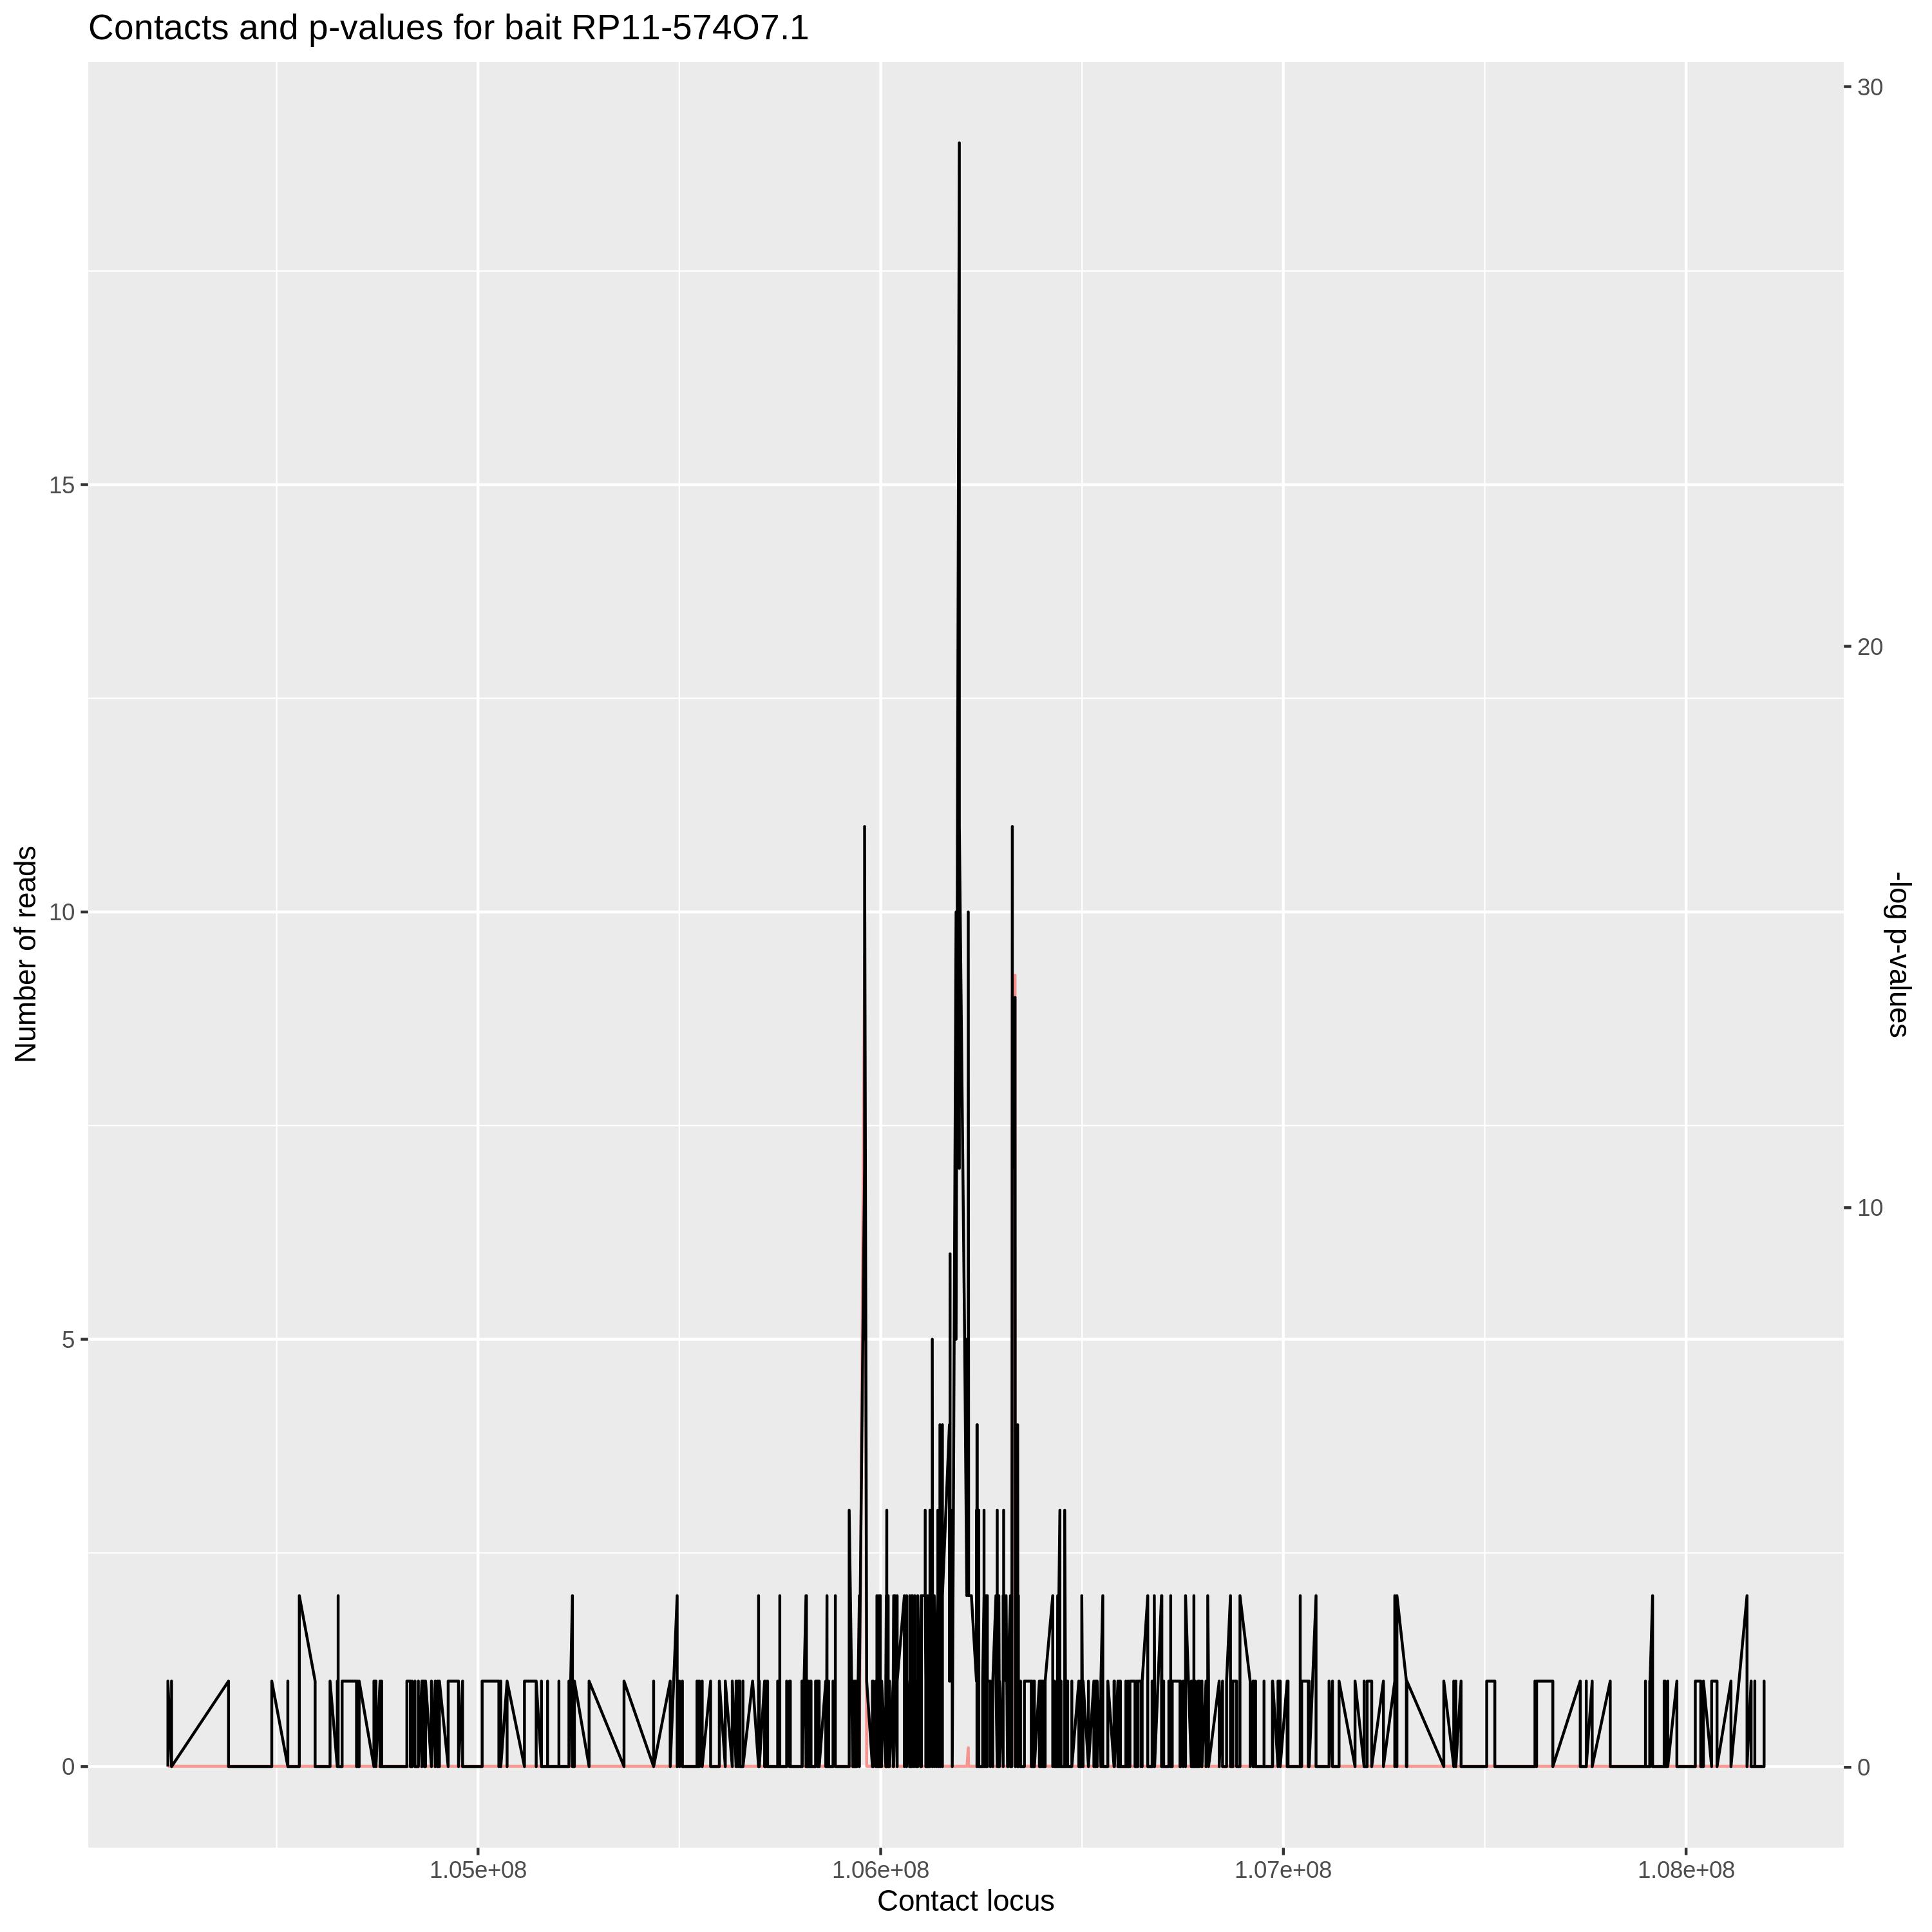 Contacts and p-values for bait RP11-574O7.1
30
15
20
10
10
5
0
0
Number of reads
-log p-values
1.05e+08
1.06e+08
1.07e+08
1.08e+08
Contact locus